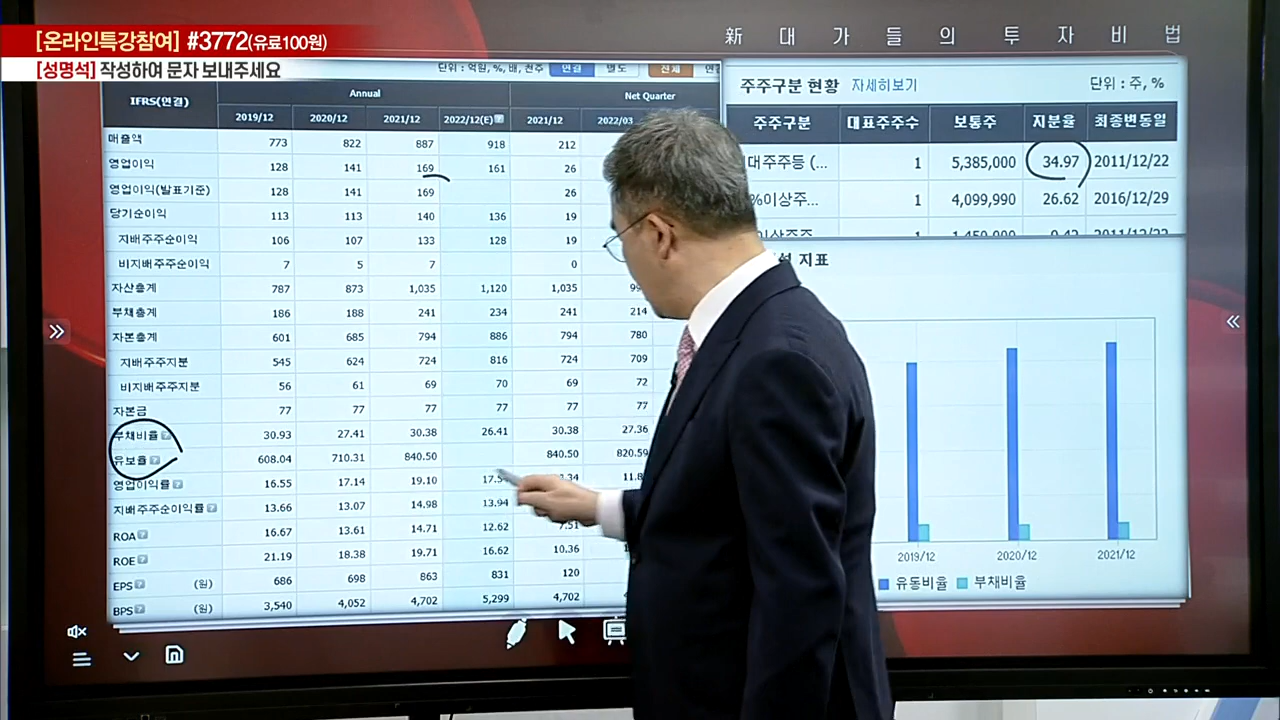 [온라인특강참여] #3772(유료100원)
[성명석] 작성하여 문자 보내주세요
新 대 가 들 의 투 자 비 법
단위 : 억원, %, 배, 천주 연결 별도 전체
IFRS(연결) Annual Net Quarter
2019/12 2020/12 2021/12 2022/12(E) 2021/12 2022/03
매출액 773 822 887 918 212
영업이익 128 141 169 161 26
영업이익(발표기준) 128 141 169 26
당기순이익 113 113 140 136 19
지배주주순이익 106 107 133 128 19
비지배주주순이익 7 5 7 0
자산총계 787 873 1,035 1,120 1,035
부채총계 186 188 241 234 241 214
자본총계 601 685 794 886 794 780
지배주주지분 545 624 724 816 724 709
비지배주주지분 56 61 69 70 69 72
자본금 77 77 77 77 77 77
부채비율 30.93 27.41 30.38 26.41 30.38 27.36
유보율 608.04 710.31 840.50 840.50 820.59
영업이익률 16.55 17.14 19.10
지배주주순이익률 13.66 13.07 14.98 13.94
ROA 16.67 13.61 14.71 12.62 7.51
ROE 21.19 18.38 19.71 16.62 10.36
EPS (원) 686 698 863 831 120
BPS (원) 3,540 4,052 4,702 5,299 4,702
주주구분 현황 자세히보기 단위 : 주, %
주주구분 대표주주수 보통주 지분율 최종변동일
대주주등 (... 1 5,385,000 34.97 2011/12/22
%이상주... 1 4,099,990 26.62 2016/12/29
지표
2019/12 2020/12 2021/12
유동비율 부채비율